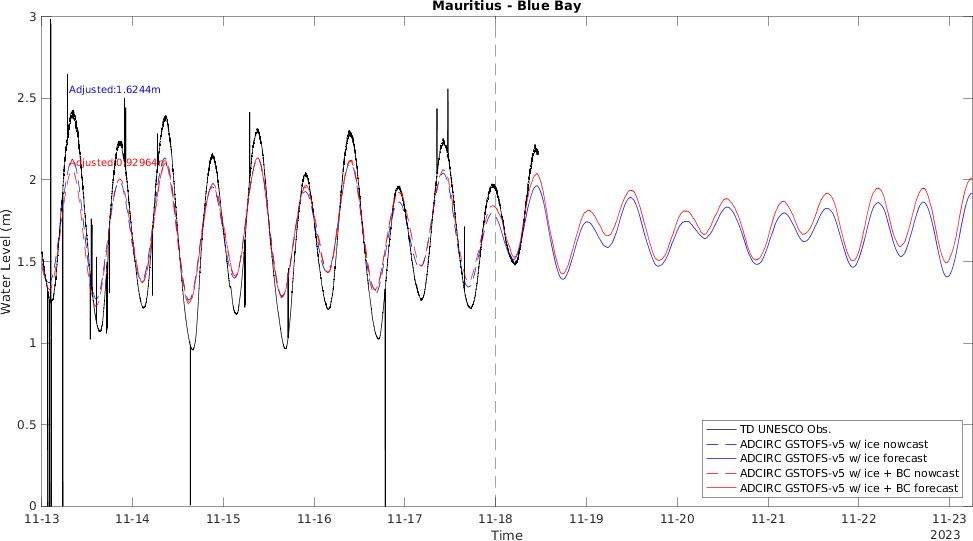 Mauritius - Blue Bay
3
2.5
2
1.5
1
0.5
0
Water Level (m)
Adjusted:1.6244m
Adjusted:0.92964m
11-13
11-14
11-15
11-16
11-17
11-18
11-19
11-20
11-21
11-22
11-23
2023
Time
TD UNESCO Obs.
ADCIRC GSTOFS-v5 w/ ice nowcast
ADCIRC GSTOFS-v5 w/ ice forecast
ADCIRC GSTOFS-v5 w/ ice + BC nowcast
ADCIRC GSTOFS-v5 w/ ice + BC forecast